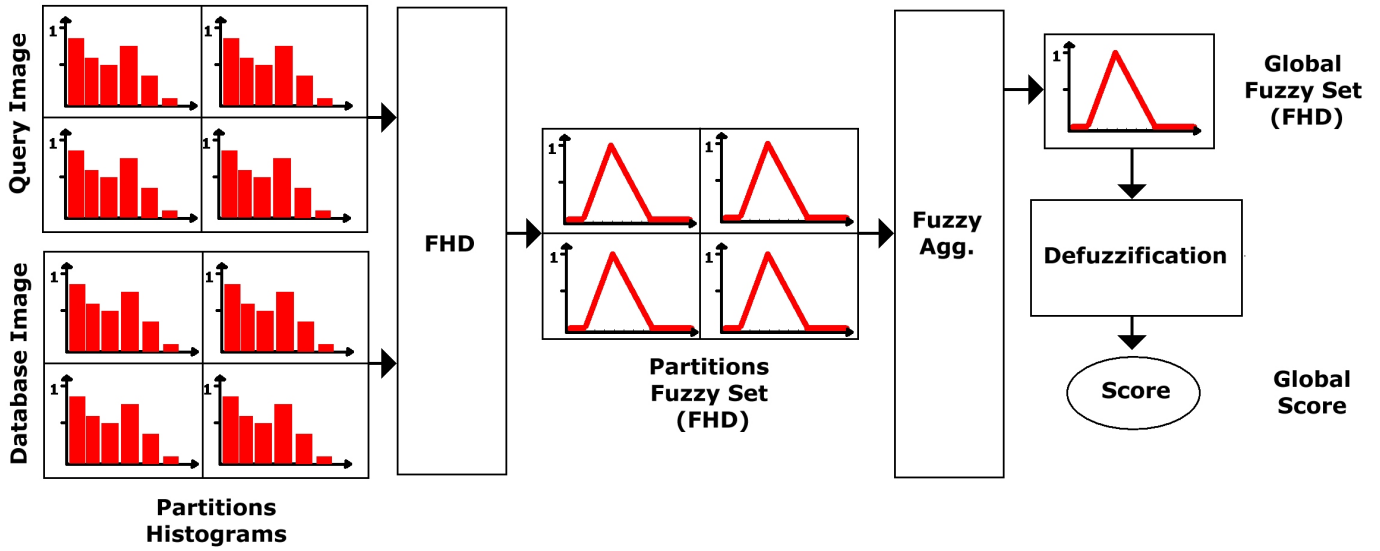 Query Image
1
1
1
1
Database Image
1
1
1
1
Partitions
Histograms
FHD
1
1
1
1
Partitions
Fuzzy Set
(FHD)
Fuzzy
Agg.
1
Global
Fuzzy Set
(FHD)
Defuzzification
Score
Global
Score